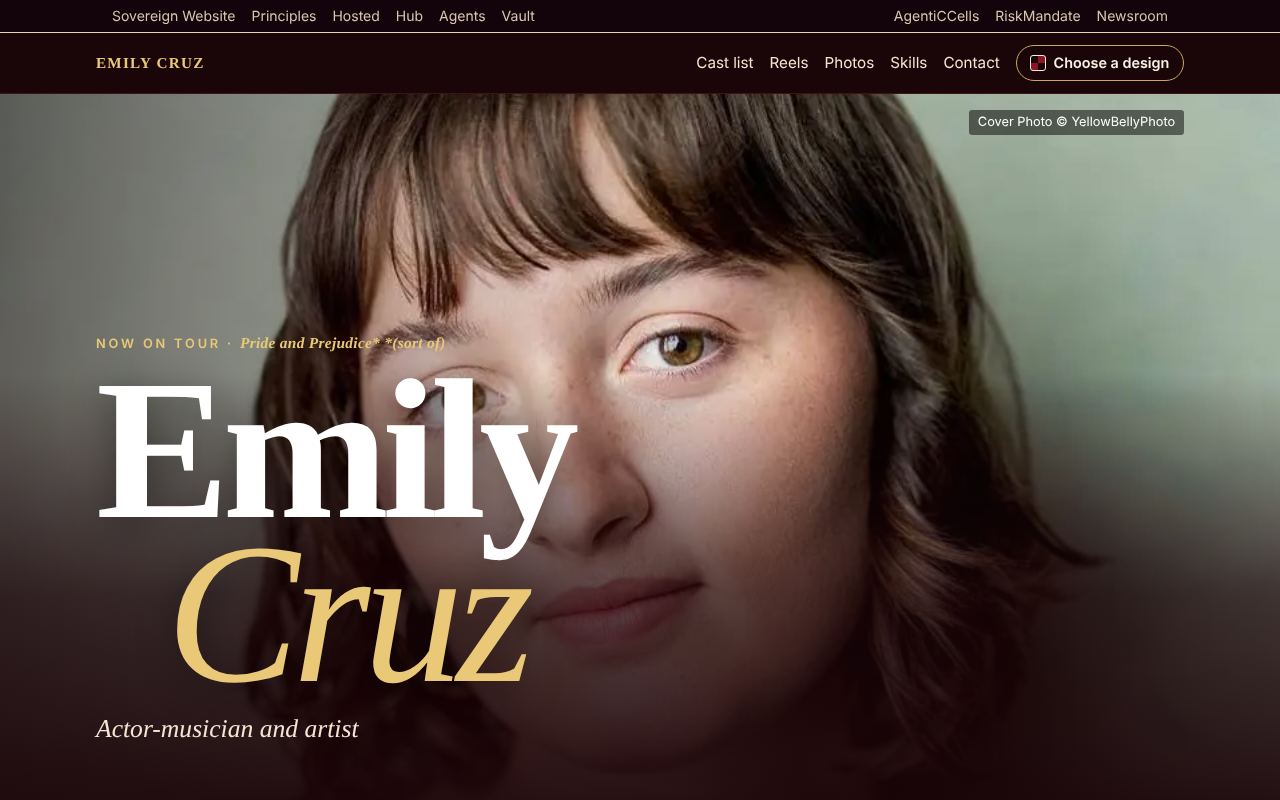 Sovereign Website Principles Hosted Hub Agents Vault AgentiCCells RiskMandate Newsroom
EMILY CRUZ Cast list Reels Photos Skills Contact Choose a design
Cover Photo © YellowBellyPhoto
NOW ON TOUR · Pride and Prejudice* *(sort of)
Emily
Cruz
Actor-musician and artist